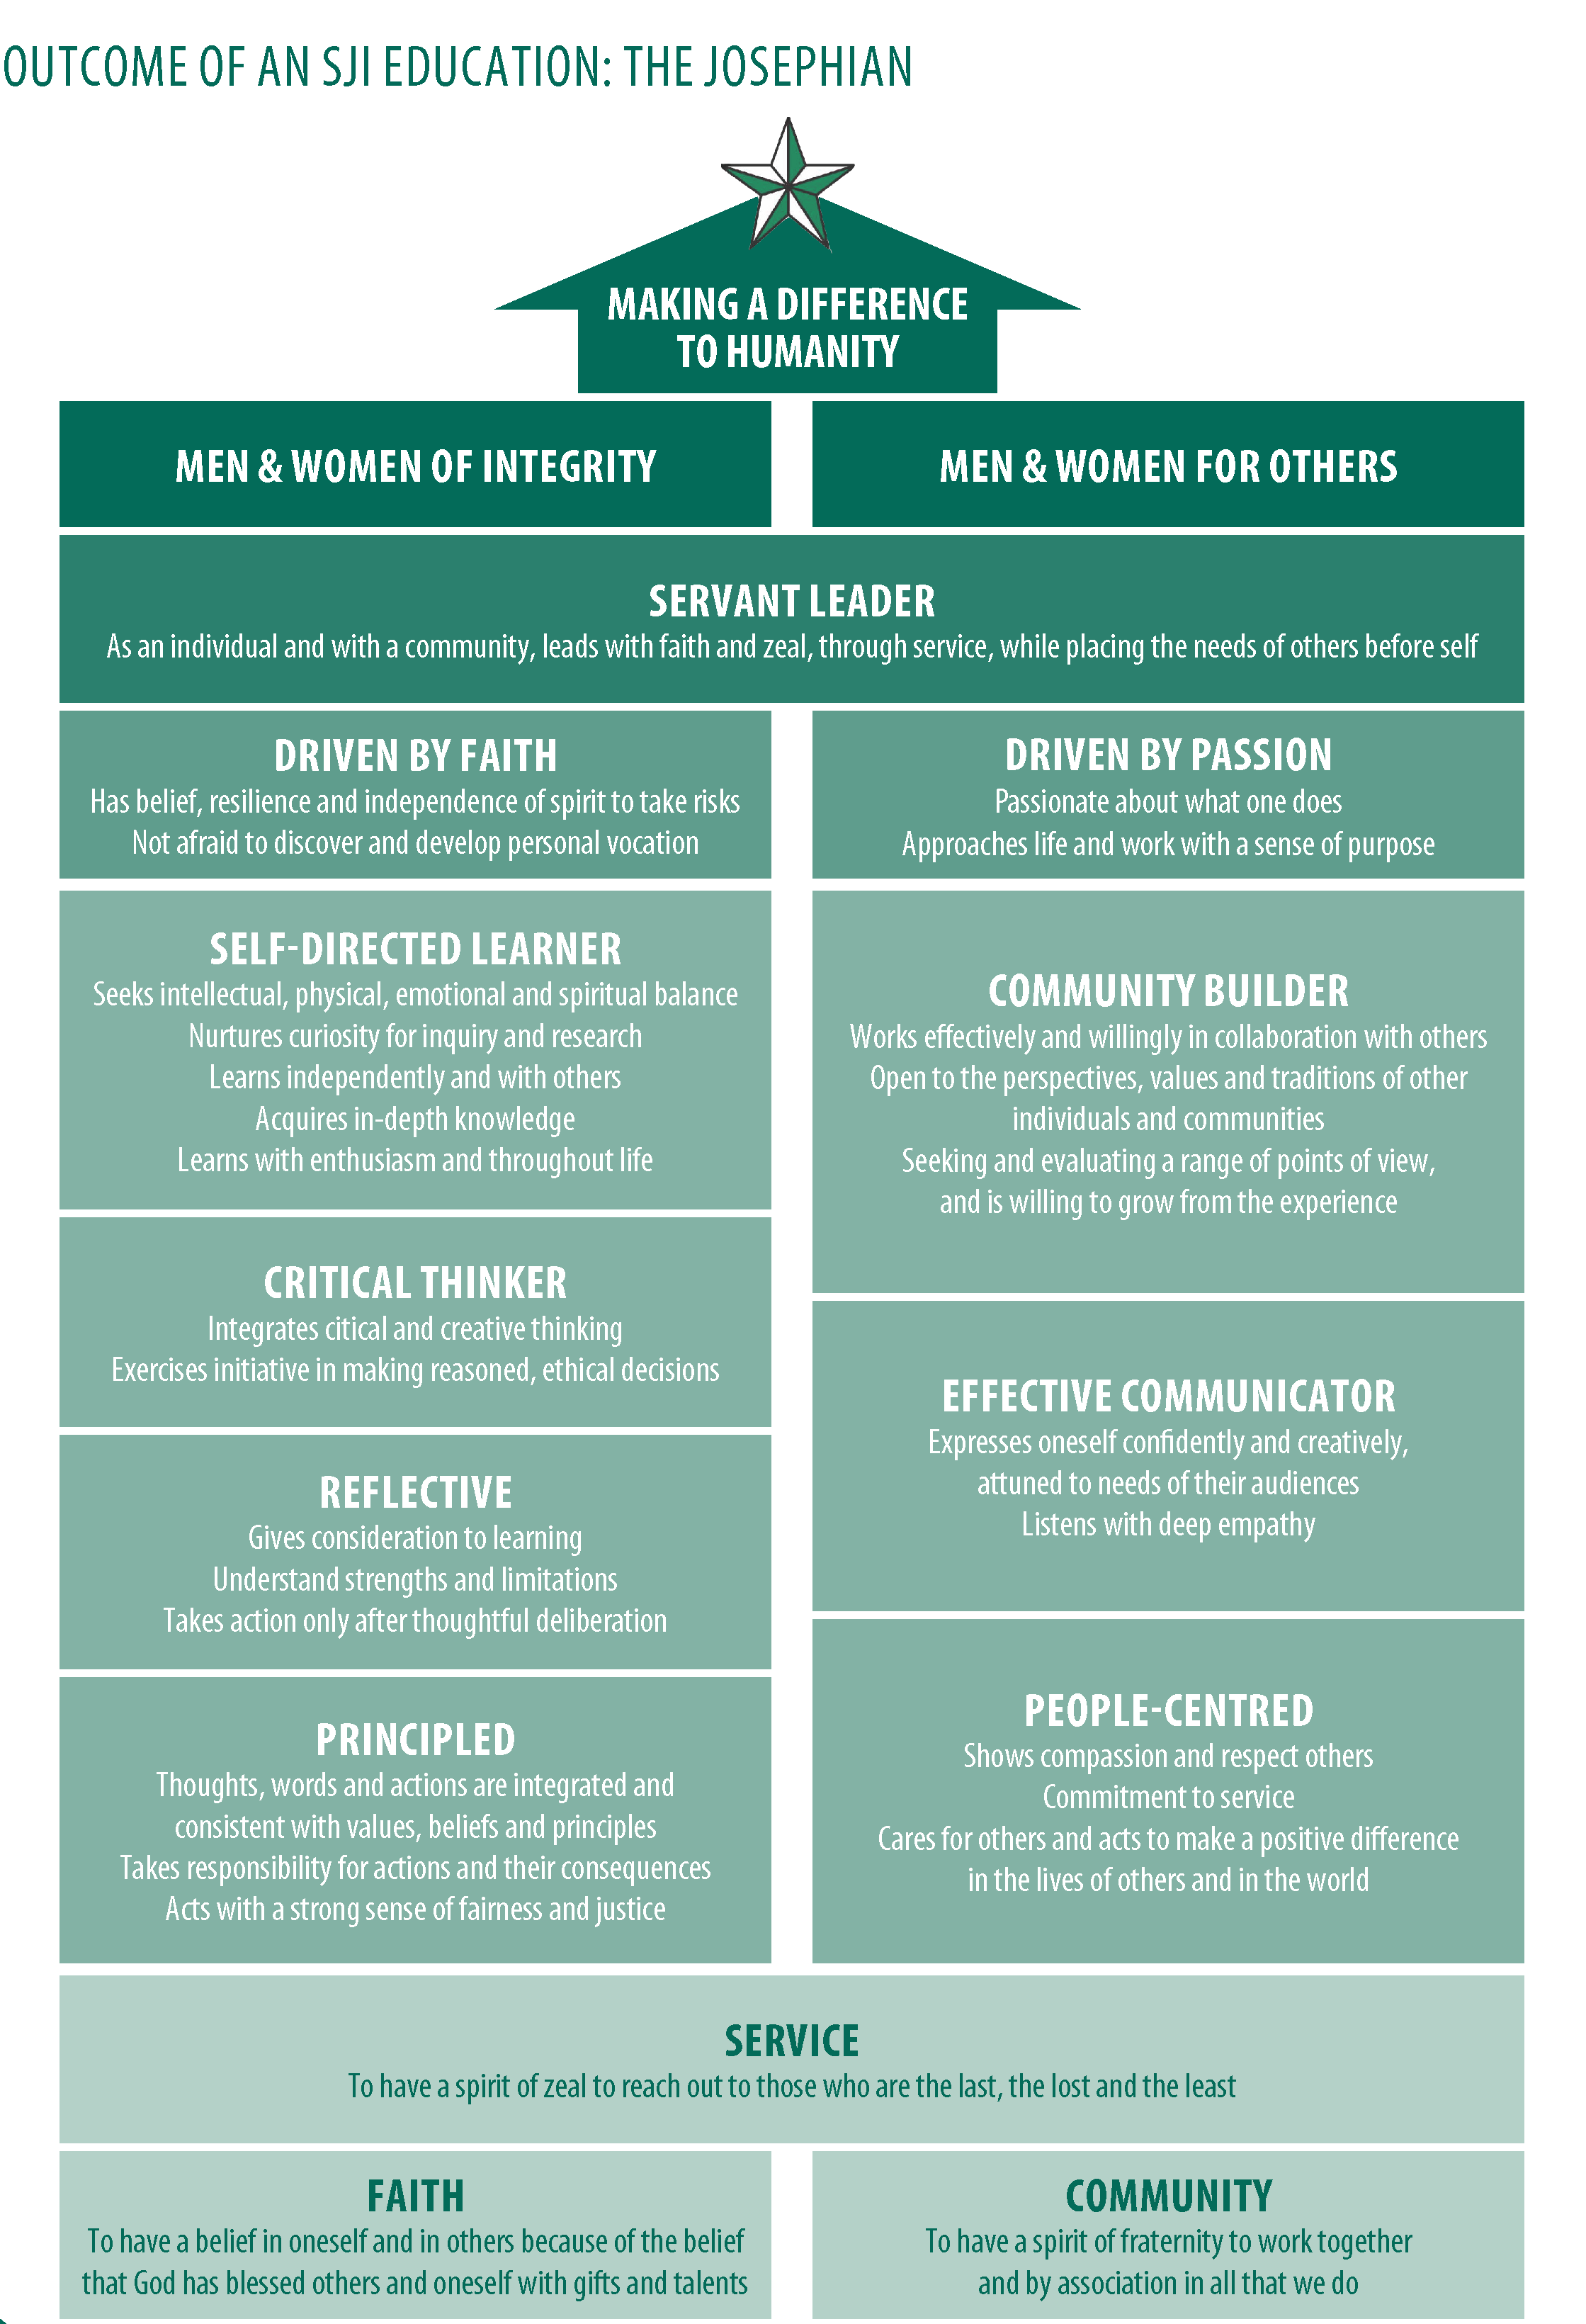 OUTCOME OF AN SJI EDUCATION: THE JOSEPHIAN
MAKING A DIFFERENCE
TO HUMANITY
MEN & WOMEN OF INTEGRITY
MEN & WOMEN FOR OTHERS
SERVANT LEADER
As an individual and with a community, leads with faith and zeal, through service, while placing the needs of others before self
DRIVEN BY FAITH
Has belief, resilience and independence of spirit to take risks
Not afraid to discover and develop personal vocation
DRIVEN BY PASSION
Passionate about what one does
Approaches life and work with a sense of purpose
SELF-DIRECTED LEARNER
Seeks intellectual, physical, emotional and spiritual balance
Nurtures curiosity for inquiry and research
Learns independently and with others
Acquires in-depth knowledge
Learns with enthusiasm and throughout life
CRITICAL THINKER
Integrates citical and creative thinking
Exercises initiative in making reasoned, ethical decisions
REFLECTIVE
Gives consideration to learning
Understand strengths and limitations
Takes action only after thoughtful deliberation
PRINCIPLED
Thoughts, words and actions are integrated and
consistent with values, beliefs and principles
Takes responsibility for actions and their consequences
Acts with a strong sense of fairness and justice
COMMUNITY BUILDER
Works effectively and willingly in collaboration with others
Open to the perspectives, values and traditions of other
individuals and communities
Seeking and evaluating a range of points of view,
and is willing to grow from the experience
EFFECTIVE COMMUNICATOR
Expresses oneself confidently and creatively,
attuned to needs of their audiences
Listens with deep empathy
PEOPLE-CENTRED
Shows compassion and respect others
Commitment to service
Cares for others and acts to make a positive difference
in the lives of others and in the world
SERVICE
To have a spirit of zeal to reach out to those who are the last, the lost and the least
FAITH
To have a belief in oneself and in others because of the belief
that God has blessed others and oneself with gifts and talents
COMMUNITY
To have a spirit of fraternity to work together
and by association in all that we do